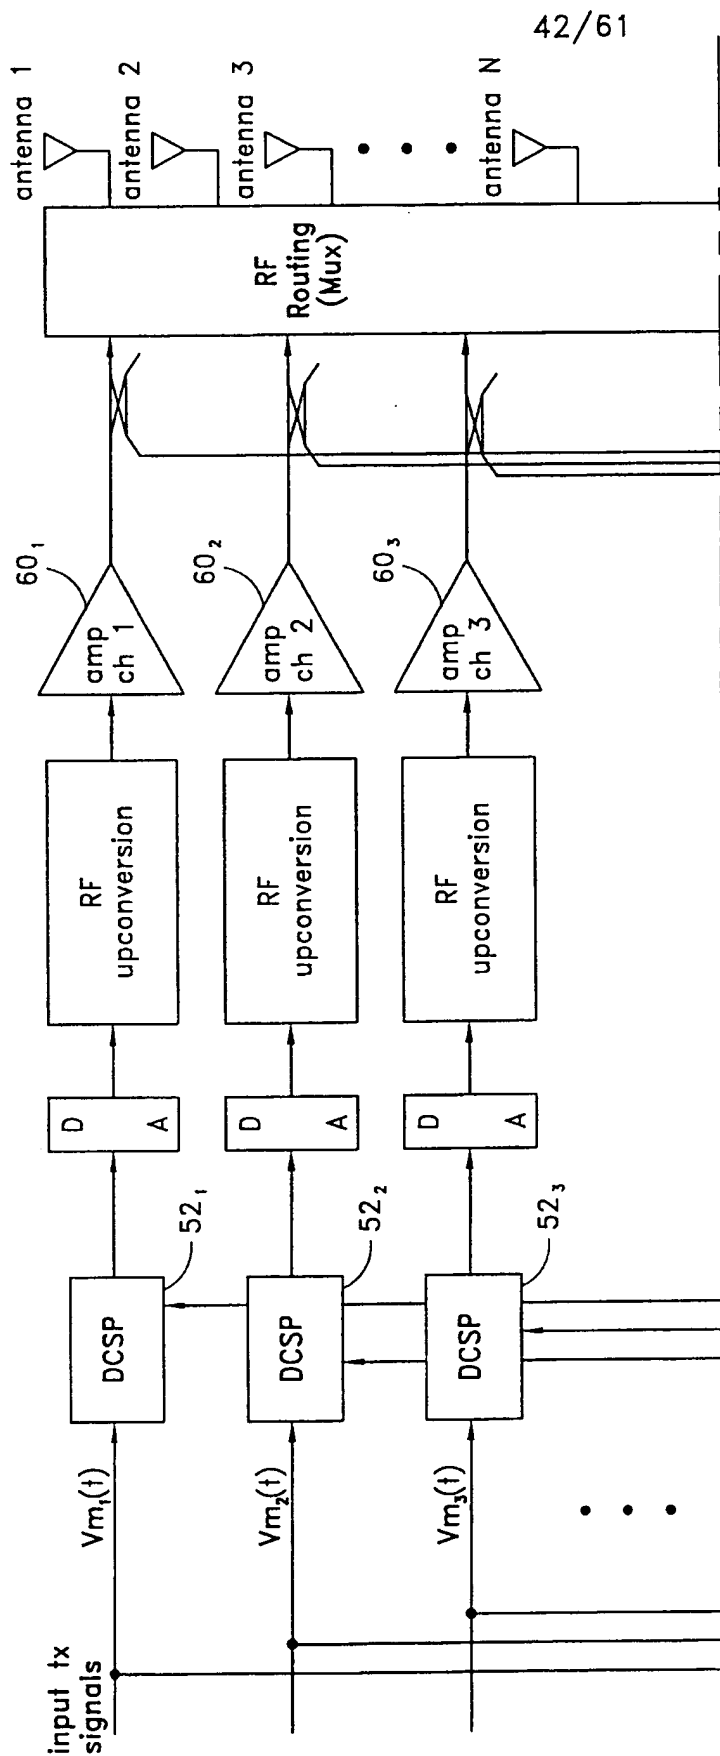 42/61
input tx
signals
Vm₁(t)
DCSP
52₁
D
A
RF
upconversion
amp
ch 1
60₁
Vm₂(t)
DCSP
52₂
D
A
RF
upconversion
amp
ch 2
60₂
Vm₃(t)
DCSP
52₃
D
A
RF
upconversion
amp
ch 3
60₃
RF
Routing
(Mux)
antenna 1
antenna 2
antenna 3
antenna N